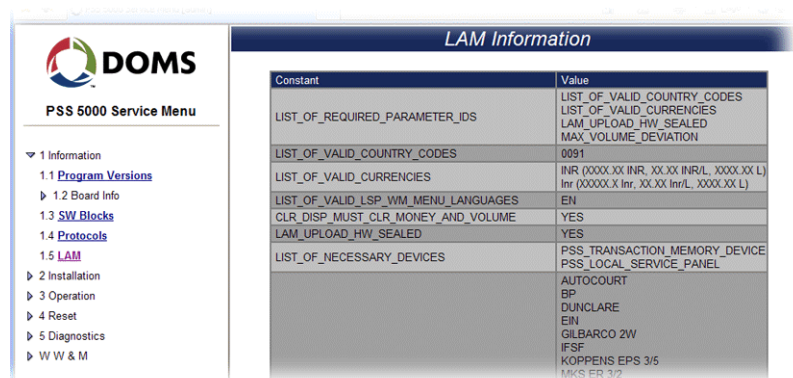 DOMS
PSS 5000 Service Menu
1 Information
1.1 Program Versions
1.2 Board Info
1.3 SW Blocks
1.4 Protocols
1.5 LAM
2 Installation
3 Operation
4 Reset
5 Diagnostics
W W & M
LAM Information
Constant Value
LIST_OF_REQUIRED_PARAMETER_IDS
LIST_OF_VALID_COUNTRY_CODES
LIST_OF_VALID_CURRENCIES
LAM_UPLOAD_HW_SEALED
MAX_VOLUME_DEVIATION
LIST_OF_VALID_COUNTRY_CODES 0091
LIST_OF_VALID_CURRENCIES
INR (XXXX.XX INR, XX.XX INR/L, XXXX.XX L)
Inr (XXXXX.X Inr, XX.XX Inr/L, XXXX.XX L)
LIST_OF_VALID_LSP_WM_MENU_LANGUAGES EN
CLR_DISP_MUST_CLR_MONEY_AND_VOLUME YES
LAM_UPLOAD_HW_SEALED YES
LIST_OF_NECESSARY_DEVICES
PSS_TRANSACTION_MEMORY_DEVICE
PSS_LOCAL_SERVICE_PANEL
AUTOCOURT
BP
DUNCLARE
EIN
GILBARCO 2W
IFSF
KOPPENS EPS 3/5
MKS ER 3/2